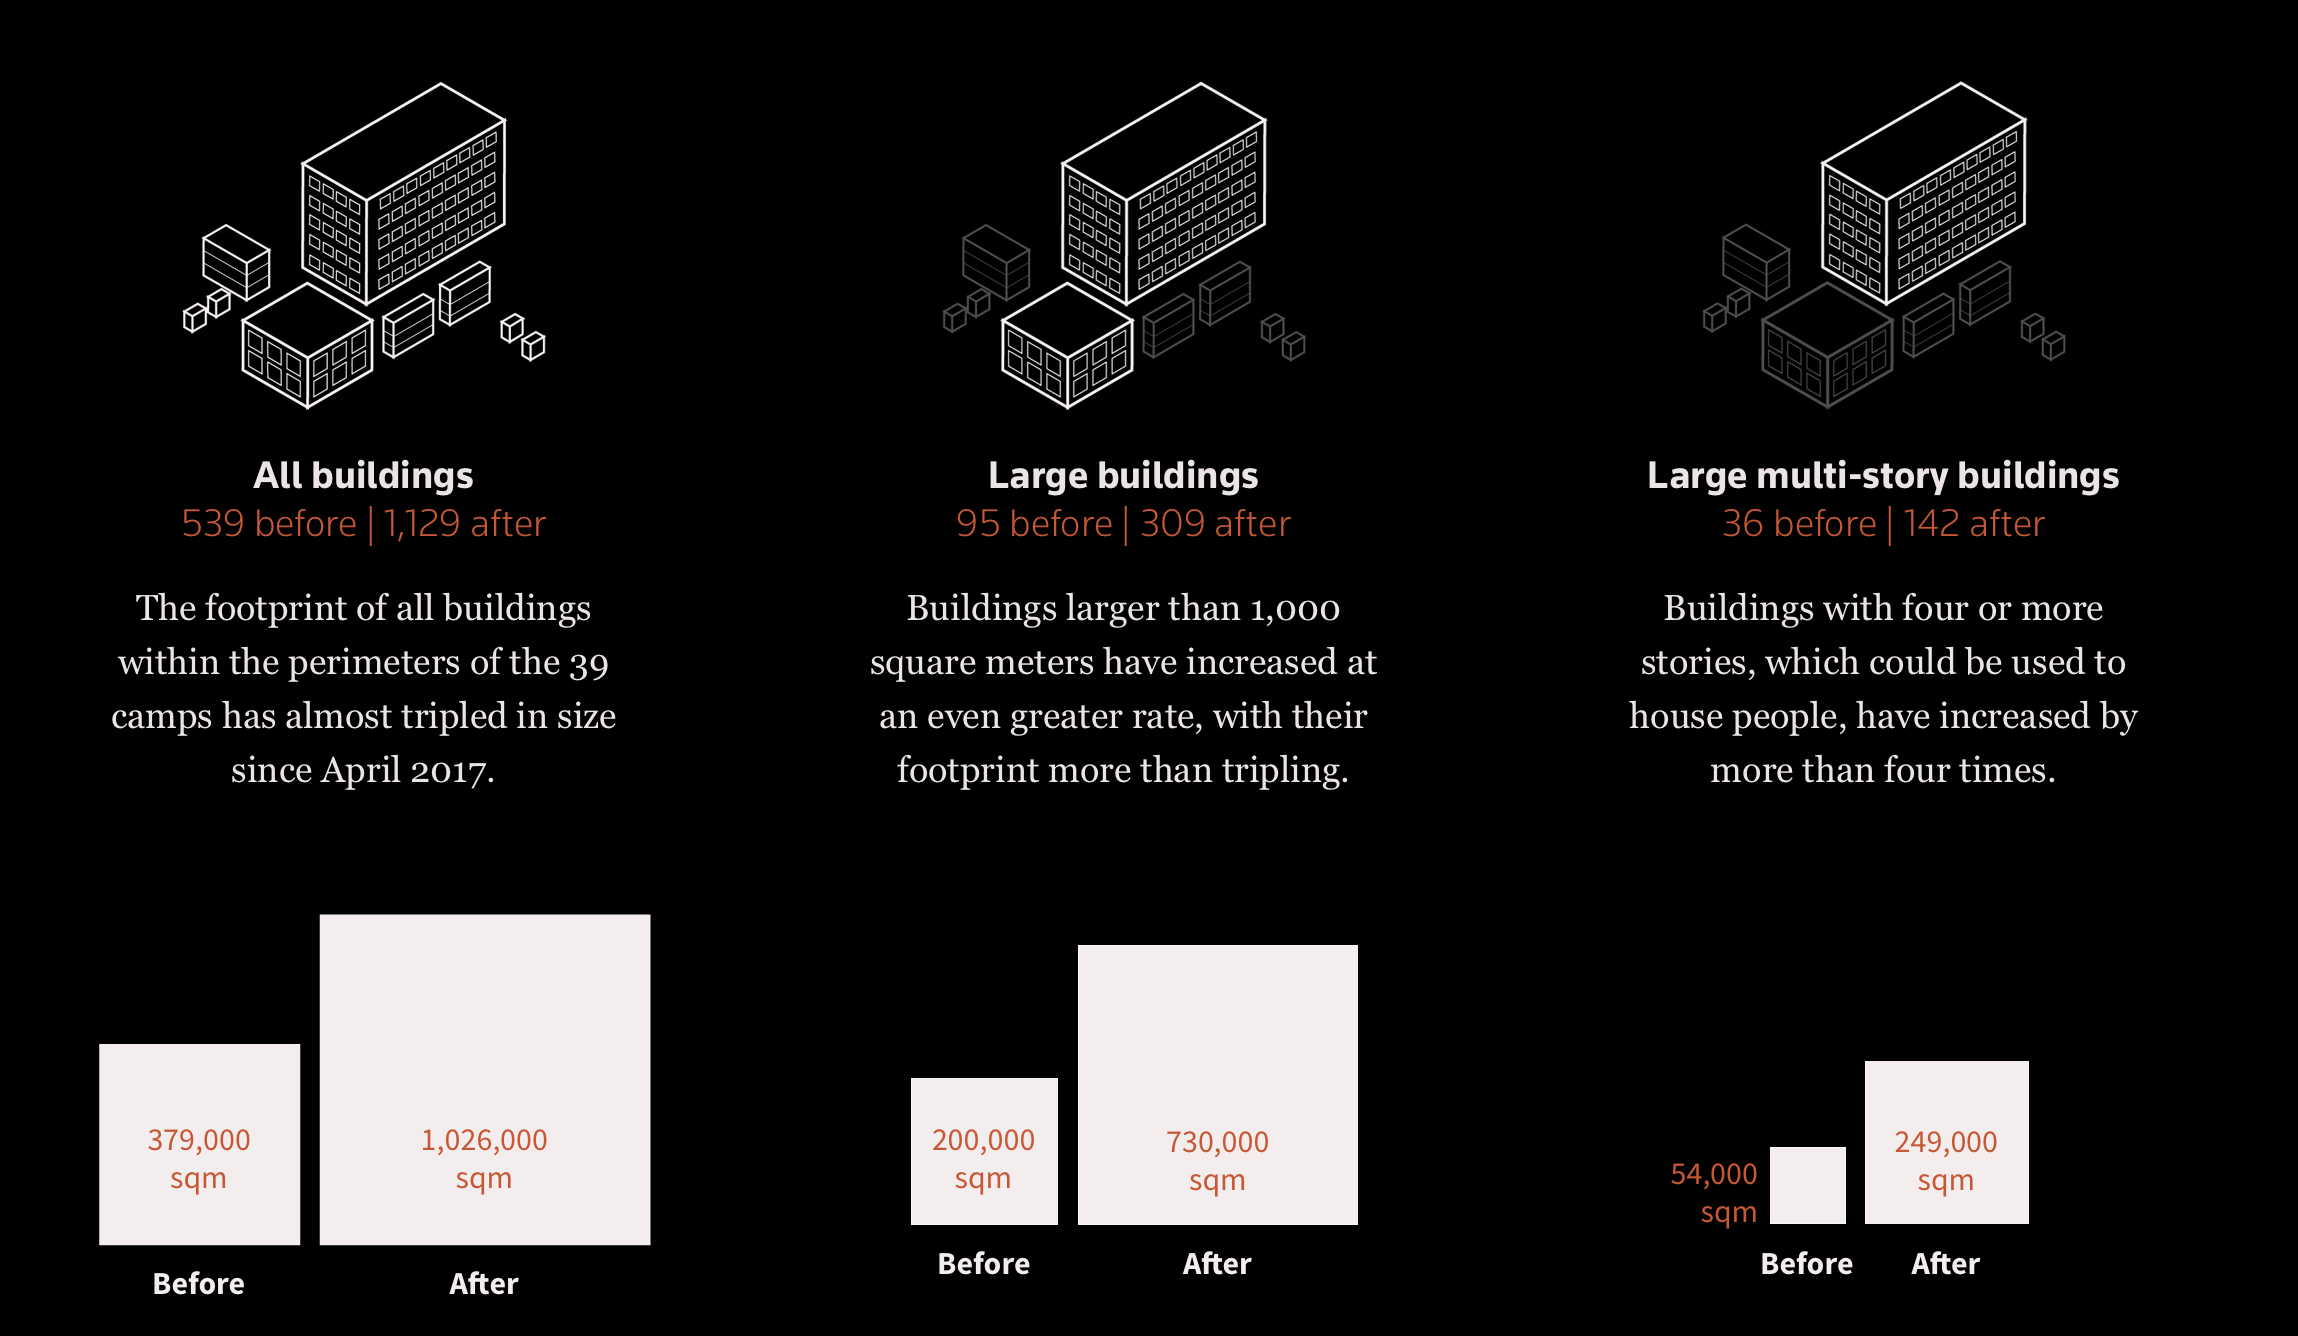 All buildings
539 before | 1,129 after
The footprint of all buildings
within the perimeters of the 39
camps has almost tripled in size
since April 2017.
379,000
sqm
Before
1,026,000
sqm
After
Large buildings
95 before | 309 after
Buildings larger than 1,000
square meters have increased at
an even greater rate, with their
footprint more than tripling.
200,000
sqm
Before
730,000
sqm
After
Large multi-story buildings
36 before | 142 after
Buildings with four or more
stories, which could be used to
house people, have increased by
more than four times.
54,000
sqm
Before
249,000
sqm
After